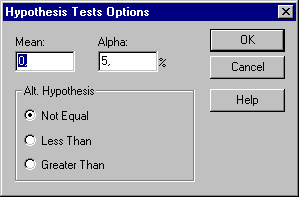 Hypothesis Tests Options
Mean: Alpha:
0, 5, %
OK
Cancel
Help
Alt. Hypothesis
Not Equal
Less Than
Greater Than